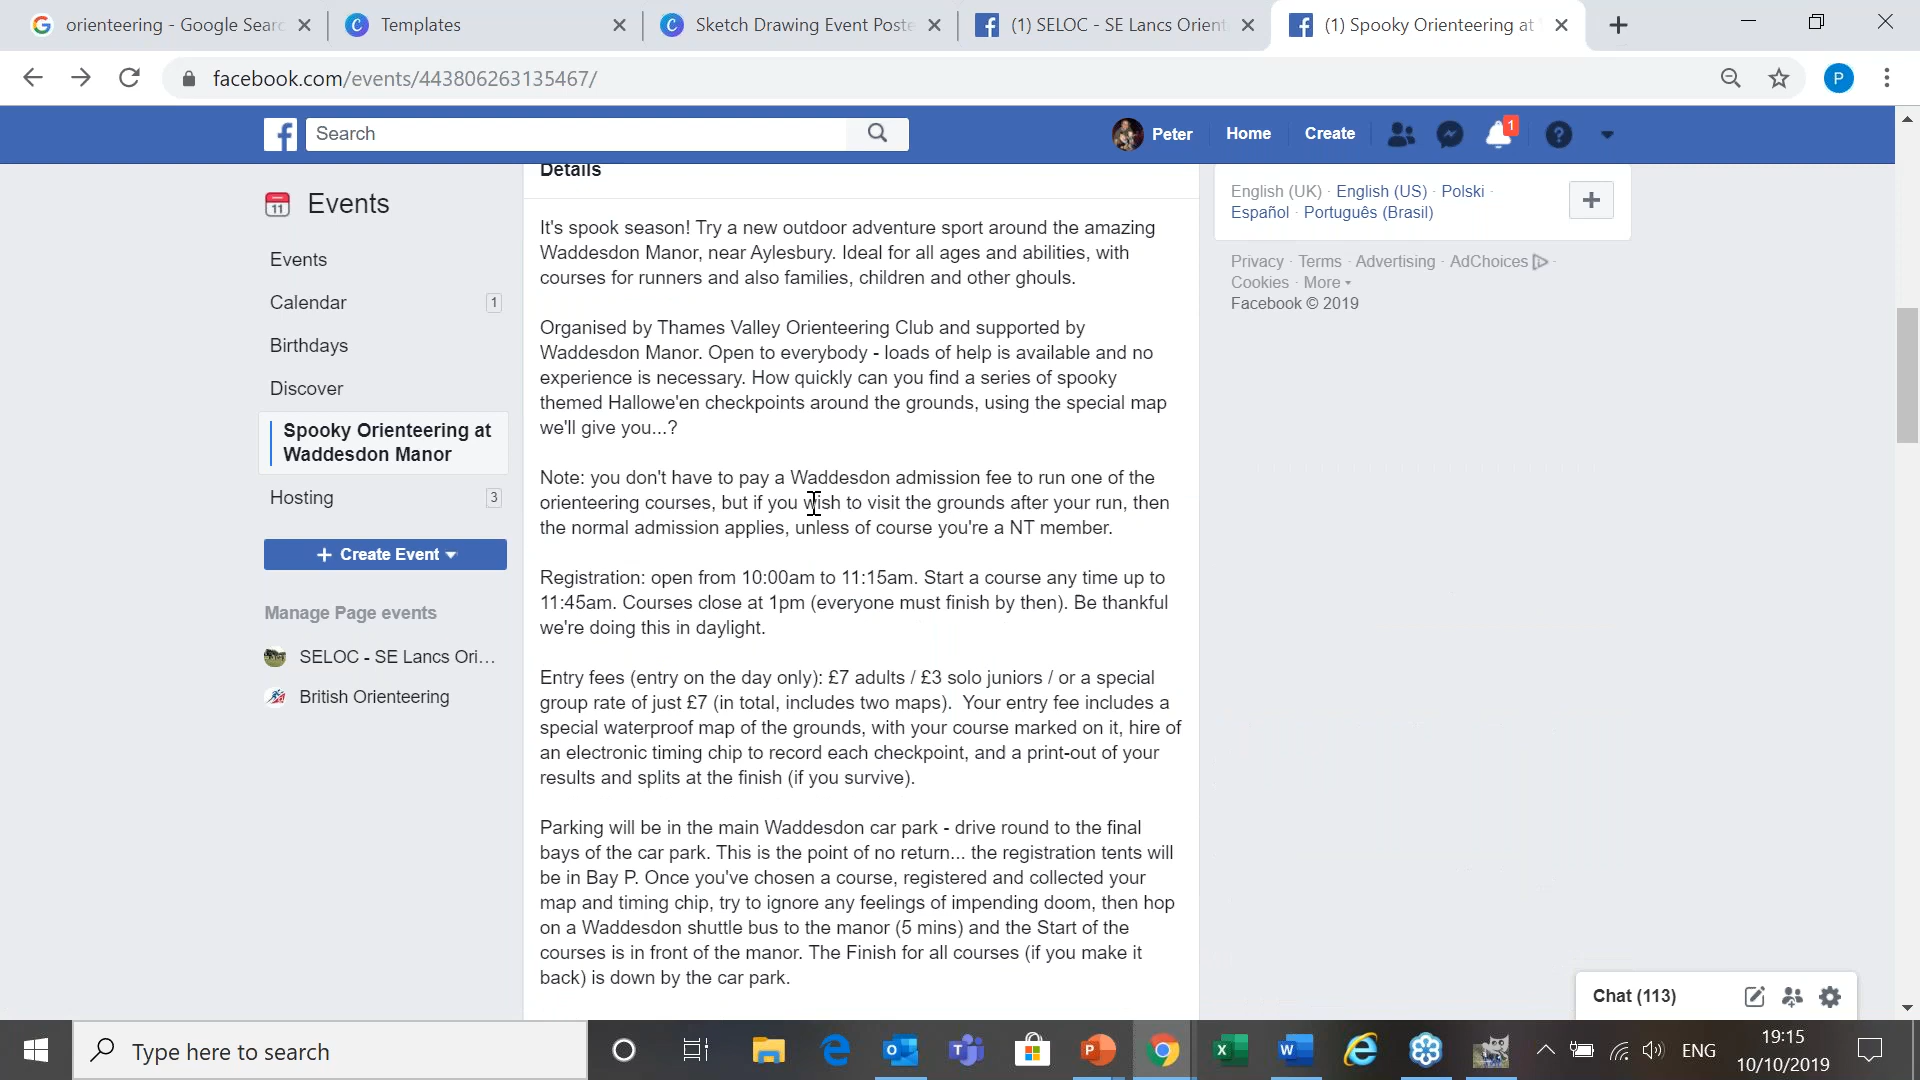 orienteering - Google Sear
Templates
Sketch Drawing Event Poste
(1) SELOC - SE Lancs Orient
(1) Spooky Orienteering at
facebook.com/events/443806263135467/
P
Search
Peter
Home
Create
1
Events
Events
Calendar
1
Birthdays
Discover
Spooky Orienteering at
Waddesdon Manor
Hosting
3
+ Create Event
Manage Page events
SELOC - SE Lancs Ori...
British Orienteering
Details
It's spook season! Try a new outdoor adventure sport around the amazing
Waddesdon Manor, near Aylesbury. Ideal for all ages and abilities, with
courses for runners and also families, children and other ghouls.
Organised by Thames Valley Orienteering Club and supported by
Waddesdon Manor. Open to everybody - loads of help is available and no
experience is necessary. How quickly can you find a series of spooky
themed Hallowe'en checkpoints around the grounds, using the special map
we'll give you...?
Note: you don't have to pay a Waddesdon admission fee to run one of the
orienteering courses, but if you wish to visit the grounds after your run, then
the normal admission applies, unless of course you're a NT member.
Registration: open from 10:00am to 11:15am. Start a course any time up to
11:45am. Courses close at 1pm (everyone must finish by then). Be thankful
we're doing this in daylight.
Entry fees (entry on the day only): £7 adults / £3 solo juniors / or a special
group rate of just £7 (in total, includes two maps). Your entry fee includes a
special waterproof map of the grounds, with your course marked on it, hire of
an electronic timing chip to record each checkpoint, and a print-out of your
results and splits at the finish (if you survive).
Parking will be in the main Waddesdon car park - drive round to the final
bays of the car park. This is the point of no return... the registration tents will
be in Bay P. Once you've chosen a course, registered and collected your
map and timing chip, try to ignore any feelings of impending doom, then hop
on a Waddesdon shuttle bus to the manor (5 mins) and the Start of the
courses is in front of the manor. The Finish for all courses (if you make it
back) is down by the car park.
English (UK) · English (US) · Polski ·
Español · Português (Brasil)
Privacy · Terms · Advertising · AdChoices ·
Cookies · More
Facebook © 2019
Chat (113)
Type here to search
ENG
19:15
10/10/2019